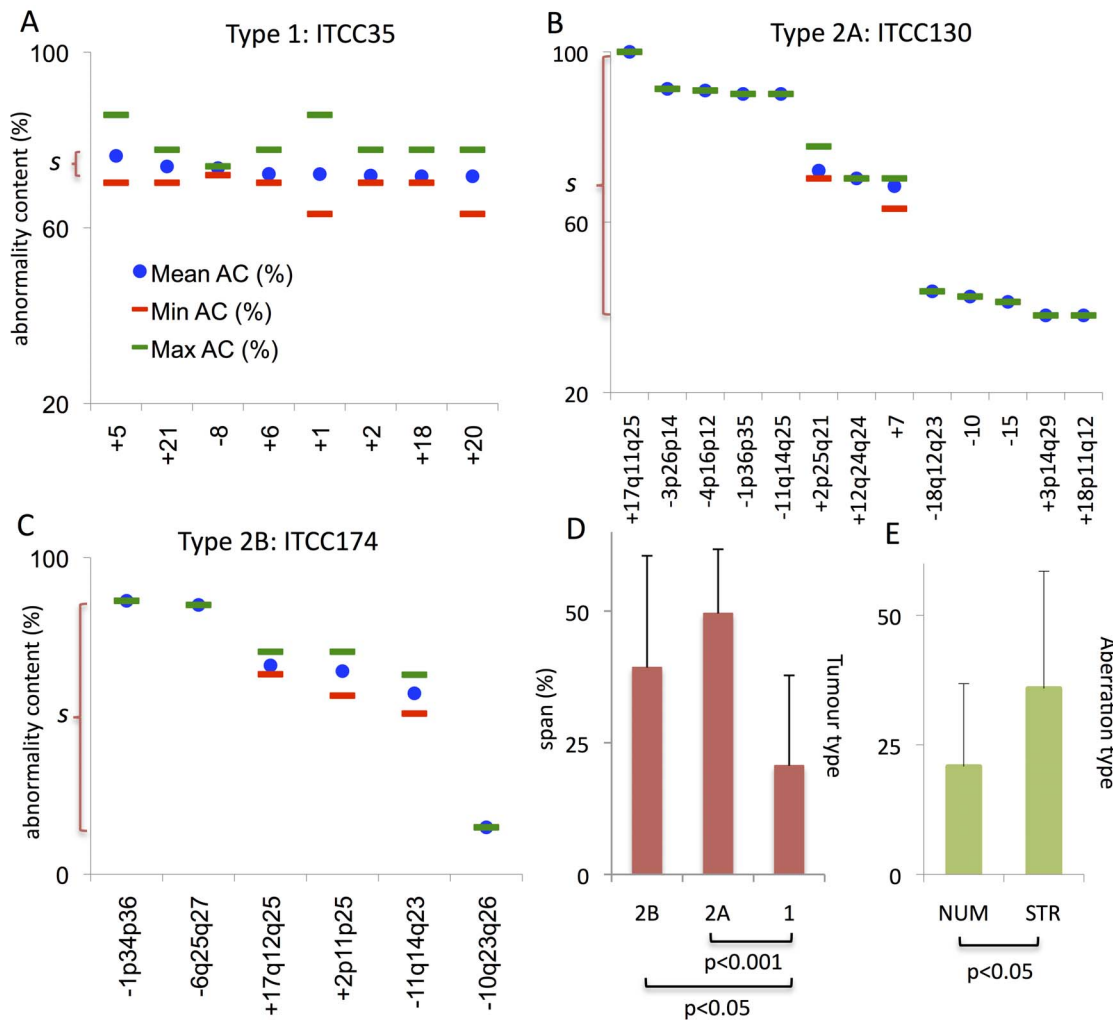 A
Type 1: ITCC35
abnormality content (%)
100
60
20
s
Mean AC (%)
Min AC (%)
Max AC (%)
+5
+21
-8
+6
+1
+2
+18
+20
B
Type 2A: ITCC130
100
60
20
s
+17q11q25
-3p26p14
-4p16p12
-1p36p35
-11q14q25
+2p25q21
+12q24q24
+7
-18q12q23
-10
-15
+3p14q29
+18p11q12
C
Type 2B: ITCC174
abnormality content (%)
100
0
s
-1p34p36
-6q25q27
+17q12q25
+2p11p25
-11q14q23
-10q23q26
D
span (%)
50
25
0
2B
2A
1
Tumour type
p<0.001
p<0.05
E
50
25
0
NUM
STR
Aberration type
p<0.05